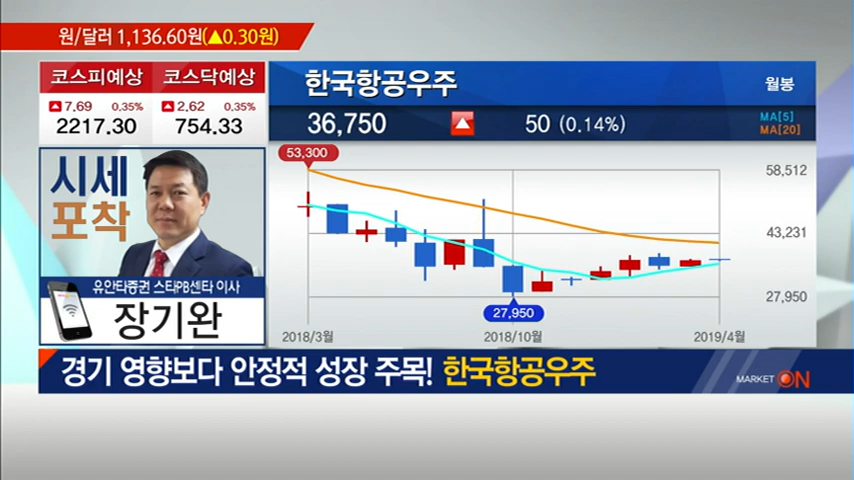 원/달러 1,136.60원(▲0.30원)
코스피예상 코스닥예상
▲7.69 0.35% ▲2.62 0.35%
2217.30 754.33
한국항공우주 월봉
36,750 ▲ 50 (0.14%)
MA[5]
MA[20]
시세
포착
유안타증권 스타PB센타 이사
장기완
53,300
58,512
43,231
27,950
27,950
2018/3월 2018/10월 2019/4월
경기 영향보다 안정적 성장 주목! 한국항공우주
MARKET ON